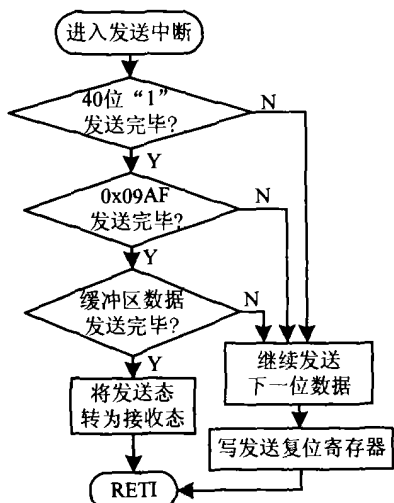 进入发送中断
40位“1”
发送完毕?
N
Y
0x09AF
发送完毕?
N
Y
缓冲区数据
发送完毕?
N
Y
继续发送
下一位数据
将发送态
转为接收态
写发送复位寄存器
RETI